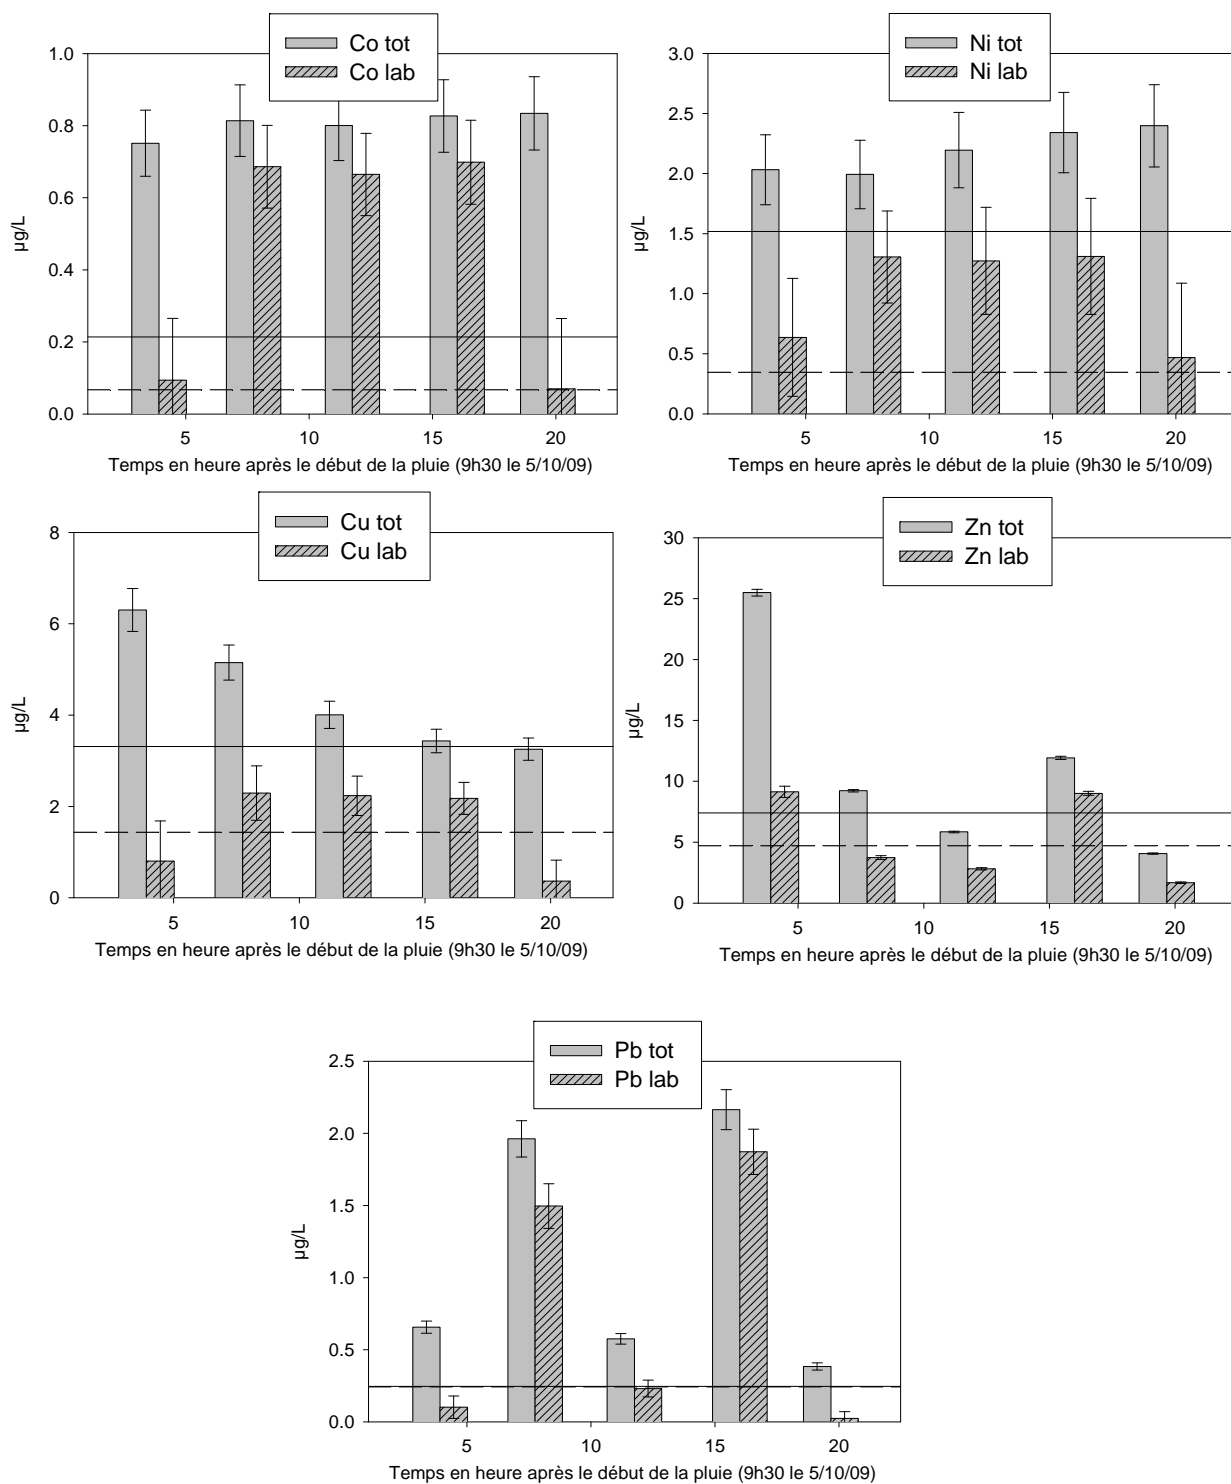 Co tot
Co lab
1.0
0.8
0.6
0.4
0.2
0.0
µg/L
5 10 15 20
Temps en heure après le début de la pluie (9h30 le 5/10/09)
Ni tot
Ni lab
3.0
2.5
2.0
1.5
1.0
0.5
0.0
µg/L
5 10 15 20
Temps en heure après le début de la pluie (9h30 le 5/10/09)
Cu tot
Cu lab
8
6
4
2
0
µg/L
5 10 15 20
Temps en heure après le début de la pluie (9h30 le 5/10/09)
Zn tot
Zn lab
30
25
20
15
10
5
0
µg/L
5 10 15 20
Temps en heure après le début de la pluie (9h30 le 5/10/09)
Pb tot
Pb lab
2.5
2.0
1.5
1.0
0.5
0.0
µg/L
5 10 15 20
Temps en heure après le début de la pluie (9h30 le 5/10/09)